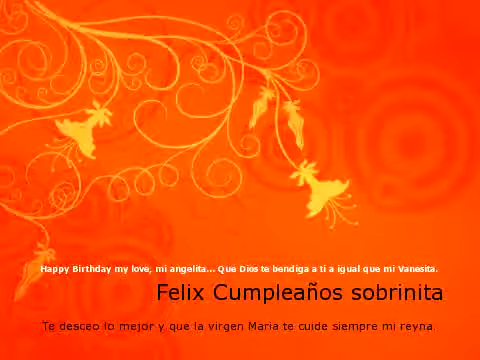 Happy Birthday my love, mi angelita... Que Dios te bendiga a ti a igual que mi Vanesita.
Felix Cumpleaños sobrinita
Te desceo lo mejor y que la virgen Maria te cuide siempre mi reyna.